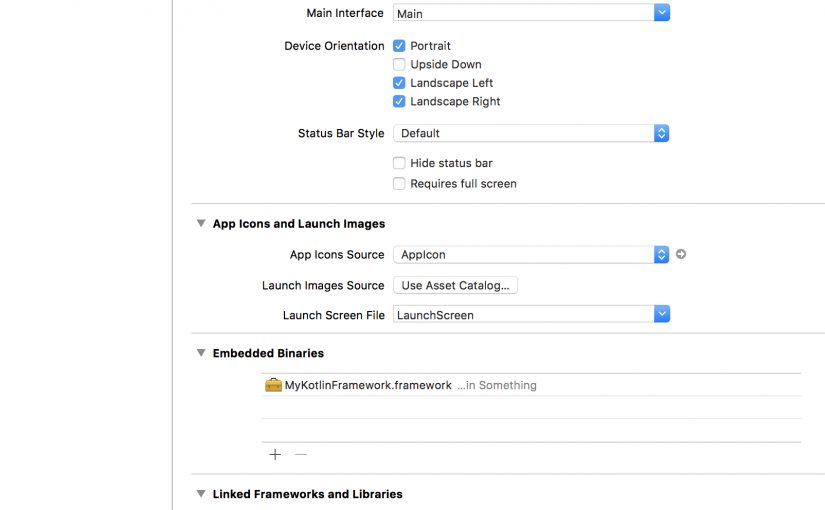 Main Interface Main
Device Orientation Portrait
Upside Down
Landscape Left
Landscape Right
Status Bar Style Default
Hide status bar
Requires full screen
App Icons and Launch Images
App Icons Source AppIcon
Launch Images Source Use Asset Catalog...
Launch Screen File LaunchScreen
Embedded Binaries
MyKotlinFramework.framework ...in Something
Linked Frameworks and Libraries